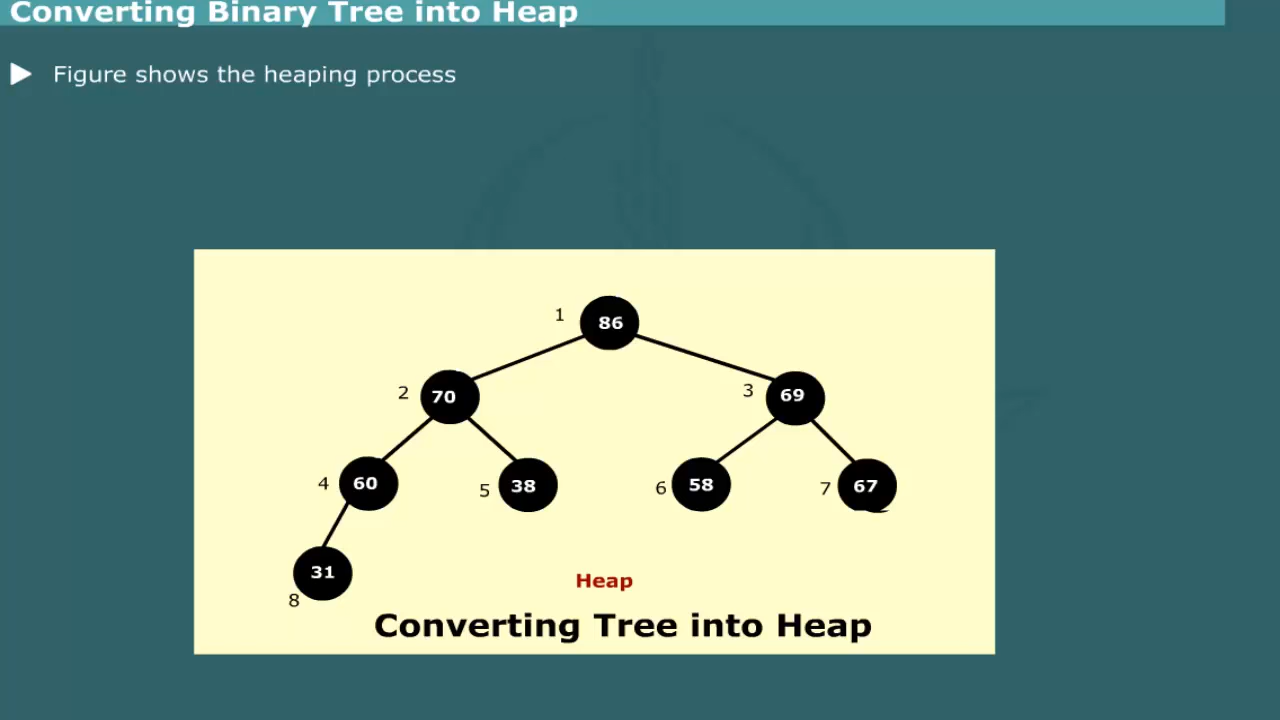 Converting Binary Tree into Heap
Figure shows the heaping process
1 86
2 70
3 69
4 60
5 38
6 58
7 67
31
8
Heap
Converting Tree into Heap